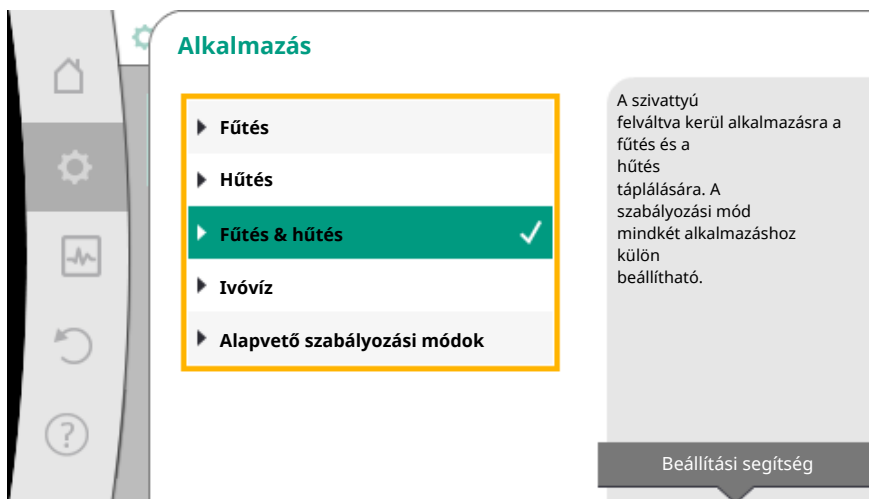 Alkalmazás
Fűtés
Hűtés
Fűtés & hűtés
Ivóvíz
Alapvető szabályozási módok
A szivattyú
felváltva kerül alkalmazásra a
fűtés és a
hűtés
táplálására. A
szabályozási mód
mindkét alkalmazáshoz
külön
beállítható.
Beállítási segítség
?